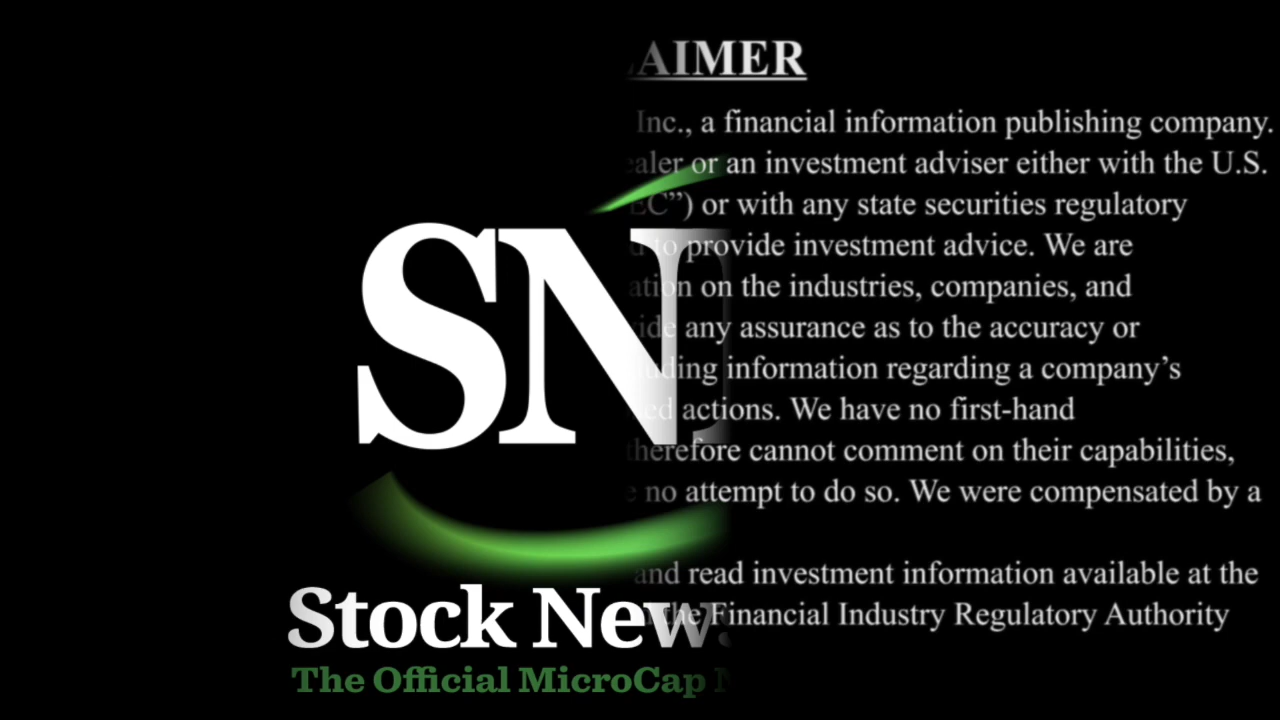 AIMER
Inc., a financial information publishing company.
or an investment adviser either with the U.S.
EC”) or with any state securities regulatory
to provide investment advice. We are
on the industries, companies, and
any assurance as to the accuracy or
information regarding a company’s
actions. We have no first-hand
therefore cannot comment on their capabilities,
no attempt to do so. We were compensated by a
and read investment information available at the
the Financial Industry Regulatory Authority
SN
Stock New
The Official MicroCap